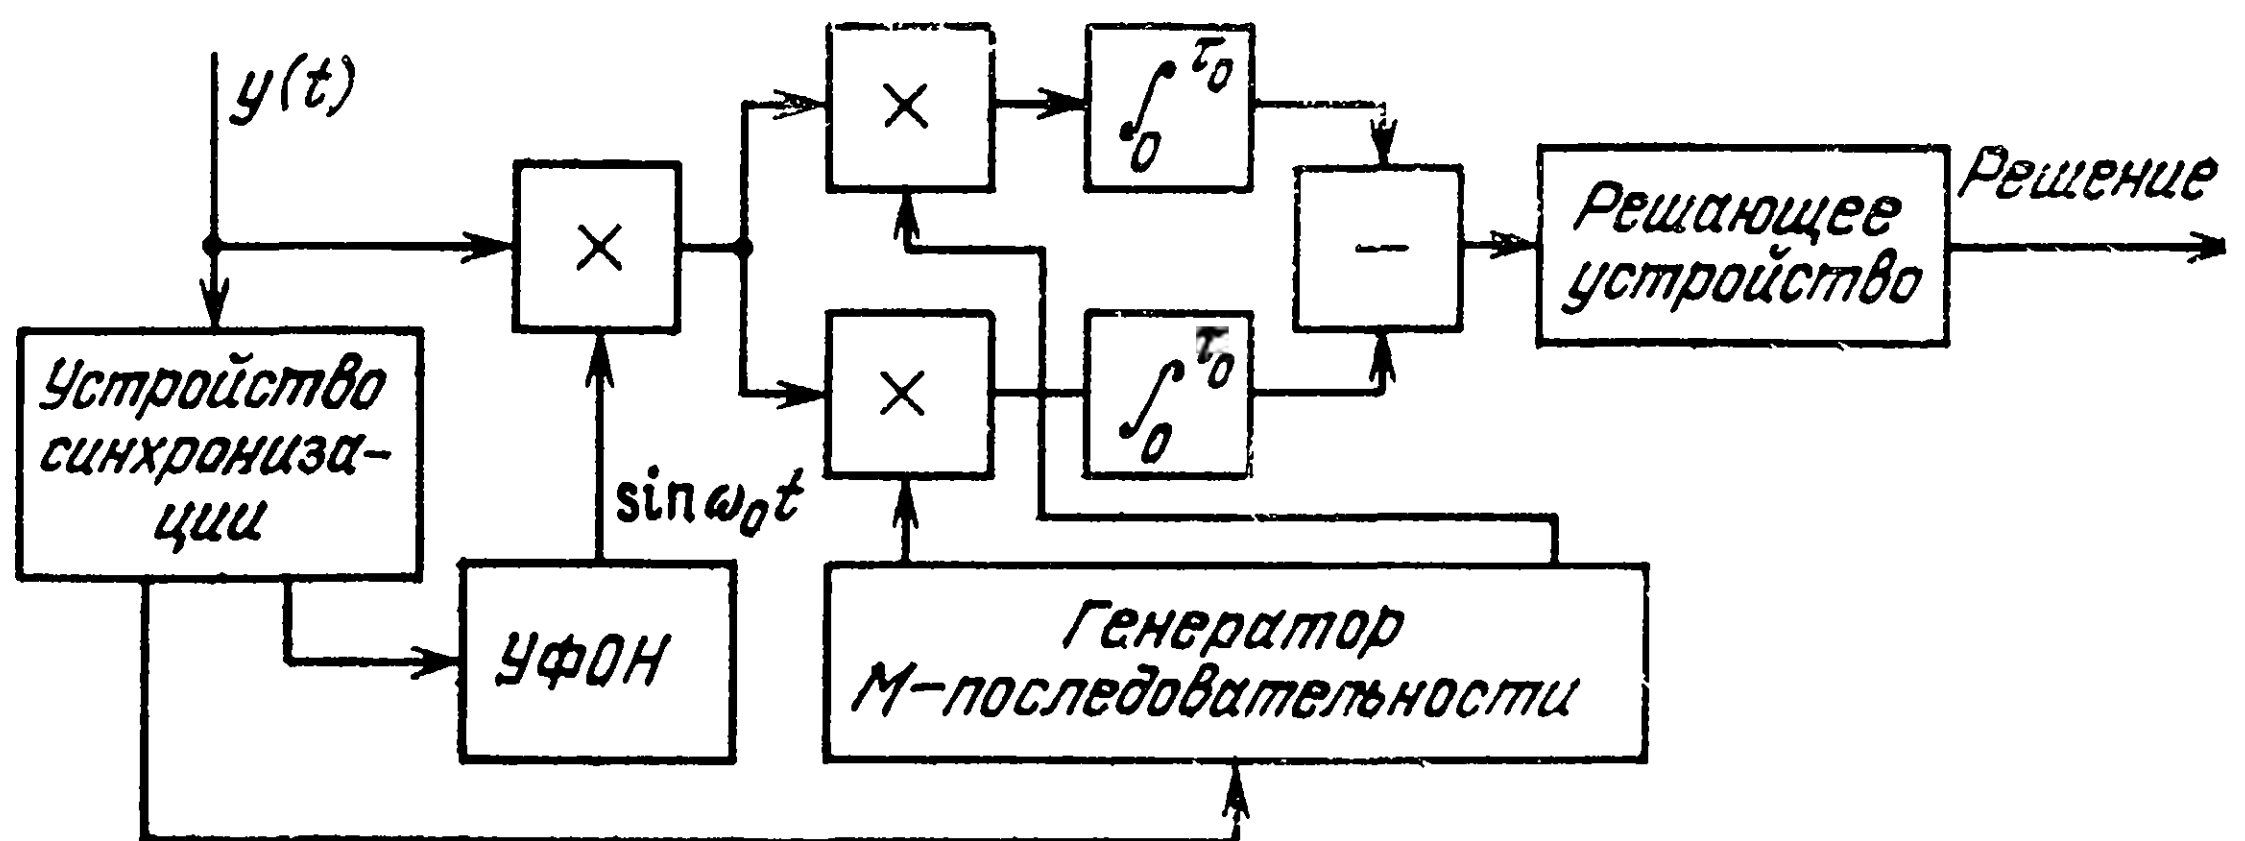 y(t)
×
∫₀^τ₀
×
−
Решающее
устройство
Решение
×
∫₀^τ₀
Устройство
синхрониза-
ции
sin ω₀t
УФОН
Генератор
М-последовательности